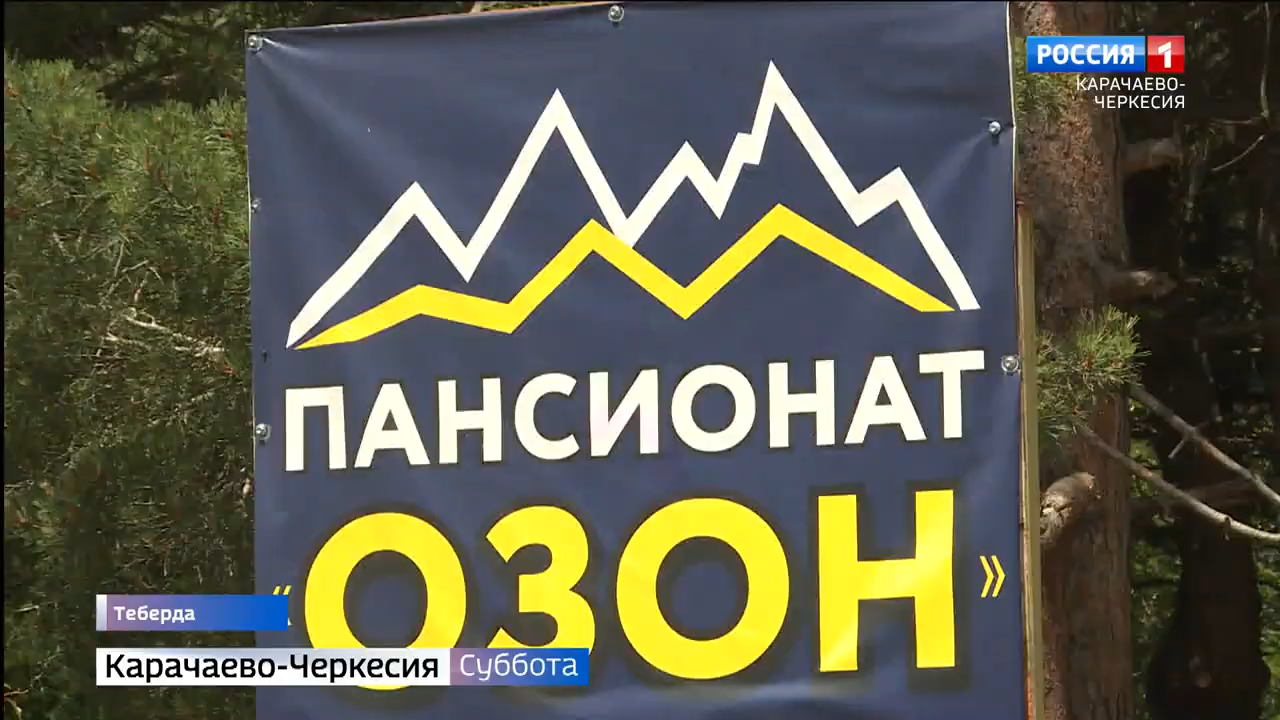 РОССИЯ 1
КАРАЧАЕВО-
ЧЕРКЕСИЯ
ПАНСИОНАТ
«ОЗОН»
Теберда
Карачаево-Черкесия Суббота